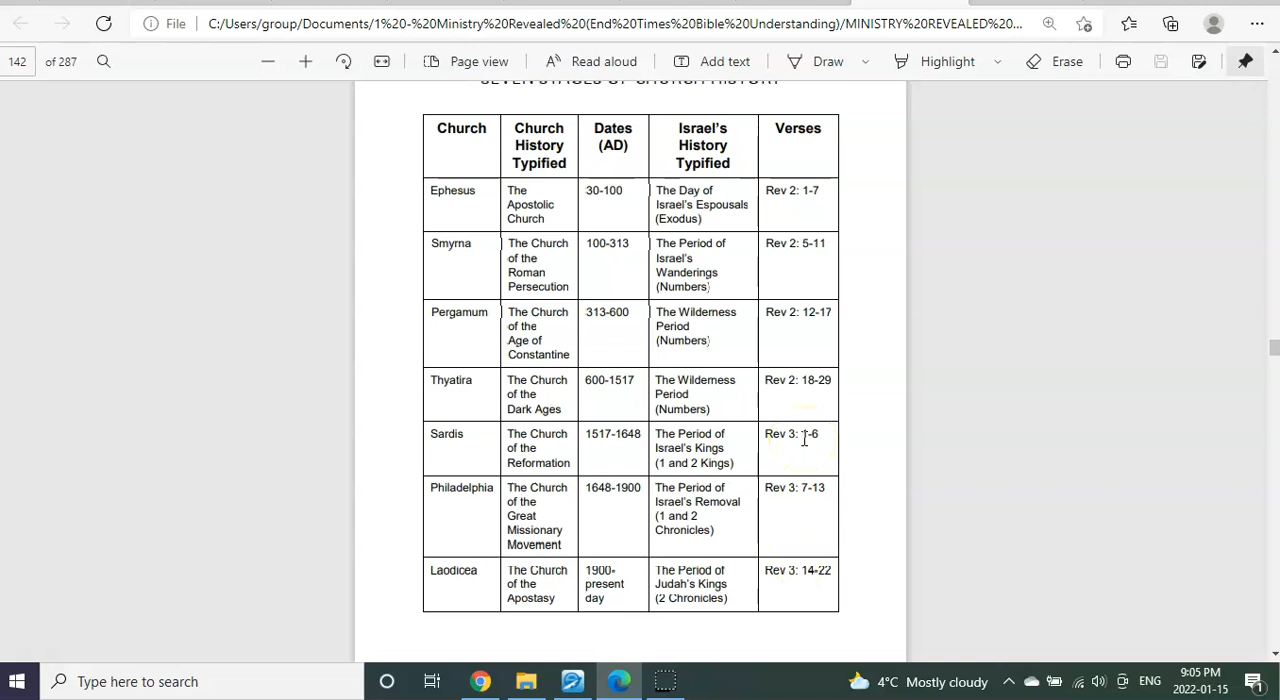 File
C:/Users/group/Documents/1%20-%20Ministry%20Revealed%20(End%20Times%20Bible%20Understanding)/MINISTRY%20REVEALED%20...
142 of 287
Page view
Read aloud
Add text
Draw
Highlight
Erase
SEVEN STAGES OF CHURCH HISTORY
Church
Church
History
Typified
Dates
(AD)
Israel's
History
Typified
Verses
Ephesus
The
Apostolic
Church
30-100
The Day of
Israel's Espousals
(Exodus)
Rev 2: 1-7
Smyrna
The Church
of the
Roman
Persecution
100-313
The Period of
Israel's
Wanderings
(Numbers)
Rev 2: 5-11
Pergamum
The Church
of the
Age of
Constantine
313-600
The Wilderness
Period
(Numbers)
Rev 2: 12-17
Thyatira
The Church
of the
Dark Ages
600-1517
The Wilderness
Period
(Numbers)
Rev 2: 18-29
Sardis
The Church
of the
Reformation
1517-1648
The Period of
Israel's Kings
(1 and 2 Kings)
Rev 3: 1-6
Philadelphia
The Church
of the
Great
Missionary
Movement
1648-1900
The Period of
Israel's Removal
(1 and 2
Chronicles)
Rev 3: 7-13
Laodicea
The Church
of the
Apostasy
1900-
present
day
The Period of
Judah's Kings
(2 Chronicles)
Rev 3: 14-22
Type here to search
4°C Mostly cloudy
ENG
9:05 PM
2022-01-15
1